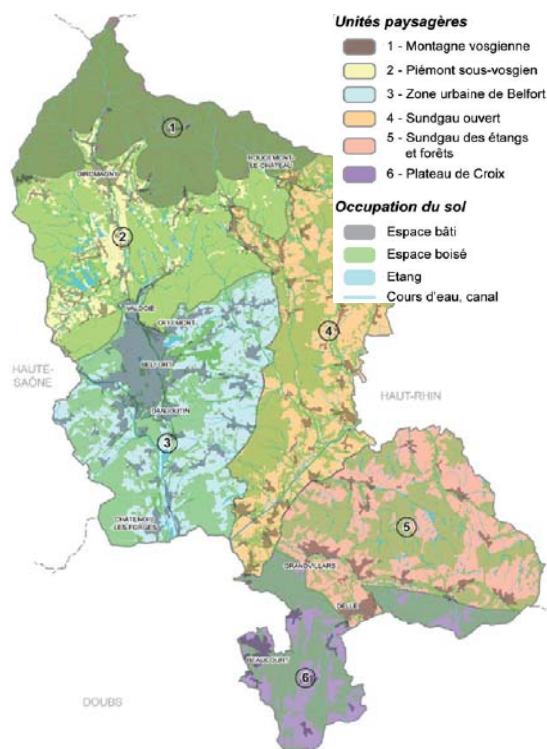 Unités paysagères
1 - Montagne vosgienne
2 - Piémont sous-vosgien
3 - Zone urbaine de Belfort
4 - Sundgau ouvert
5 - Sundgau des étangs
et forêts
6 - Plateau de Croix
Occupation du sol
Espace bâti
Espace boisé
Etang
Cours d'eau, canal
1
ROUGEMONT-
LE-CHÂTEAU
GIROMAGNY
2
VALDOIE
OFFEMONT
4
BELFORT
HAUTE-
SAÔNE
HAUT-RHIN
DANJOUTIN
3
CHÂTENOIS
LES FORGES
5
GRANDVILLARS
DELLE
BEAUCOURT
6
DOUBS